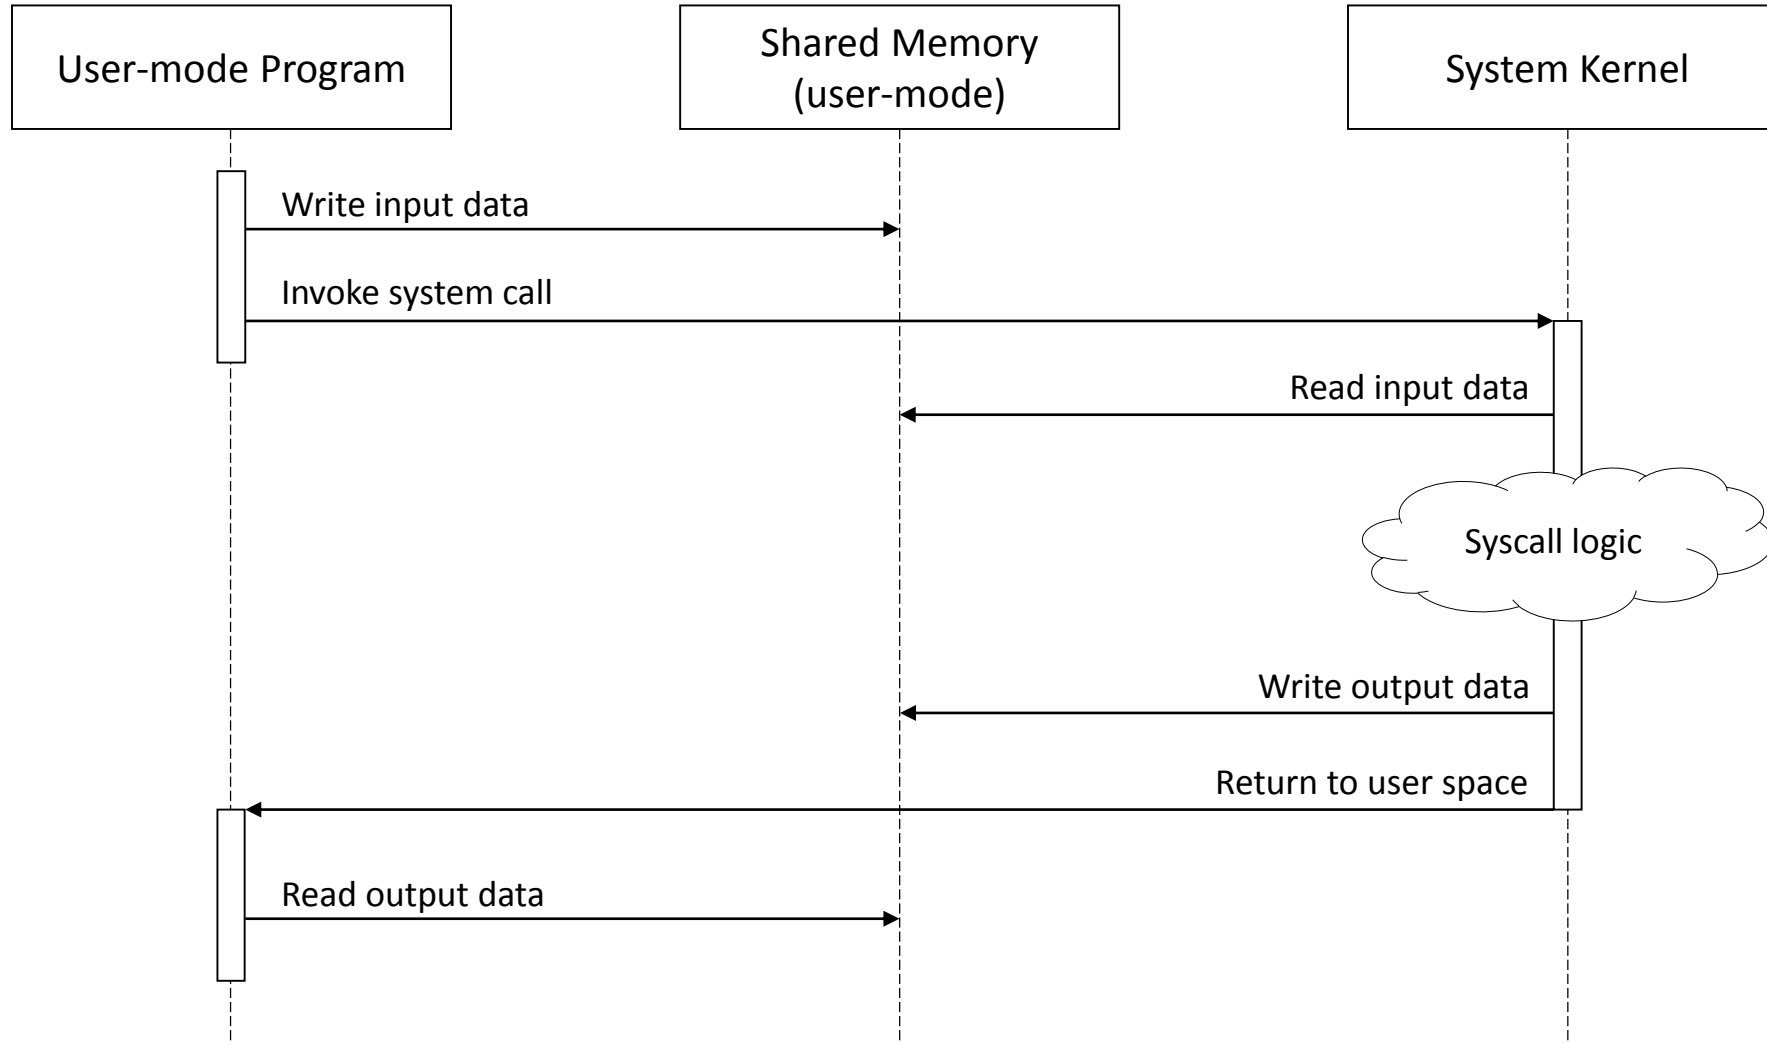 User-mode Program
Shared Memory
(user-mode)
System Kernel
Write input data
Invoke system call
Read input data
Syscall logic
Write output data
Return to user space
Read output data